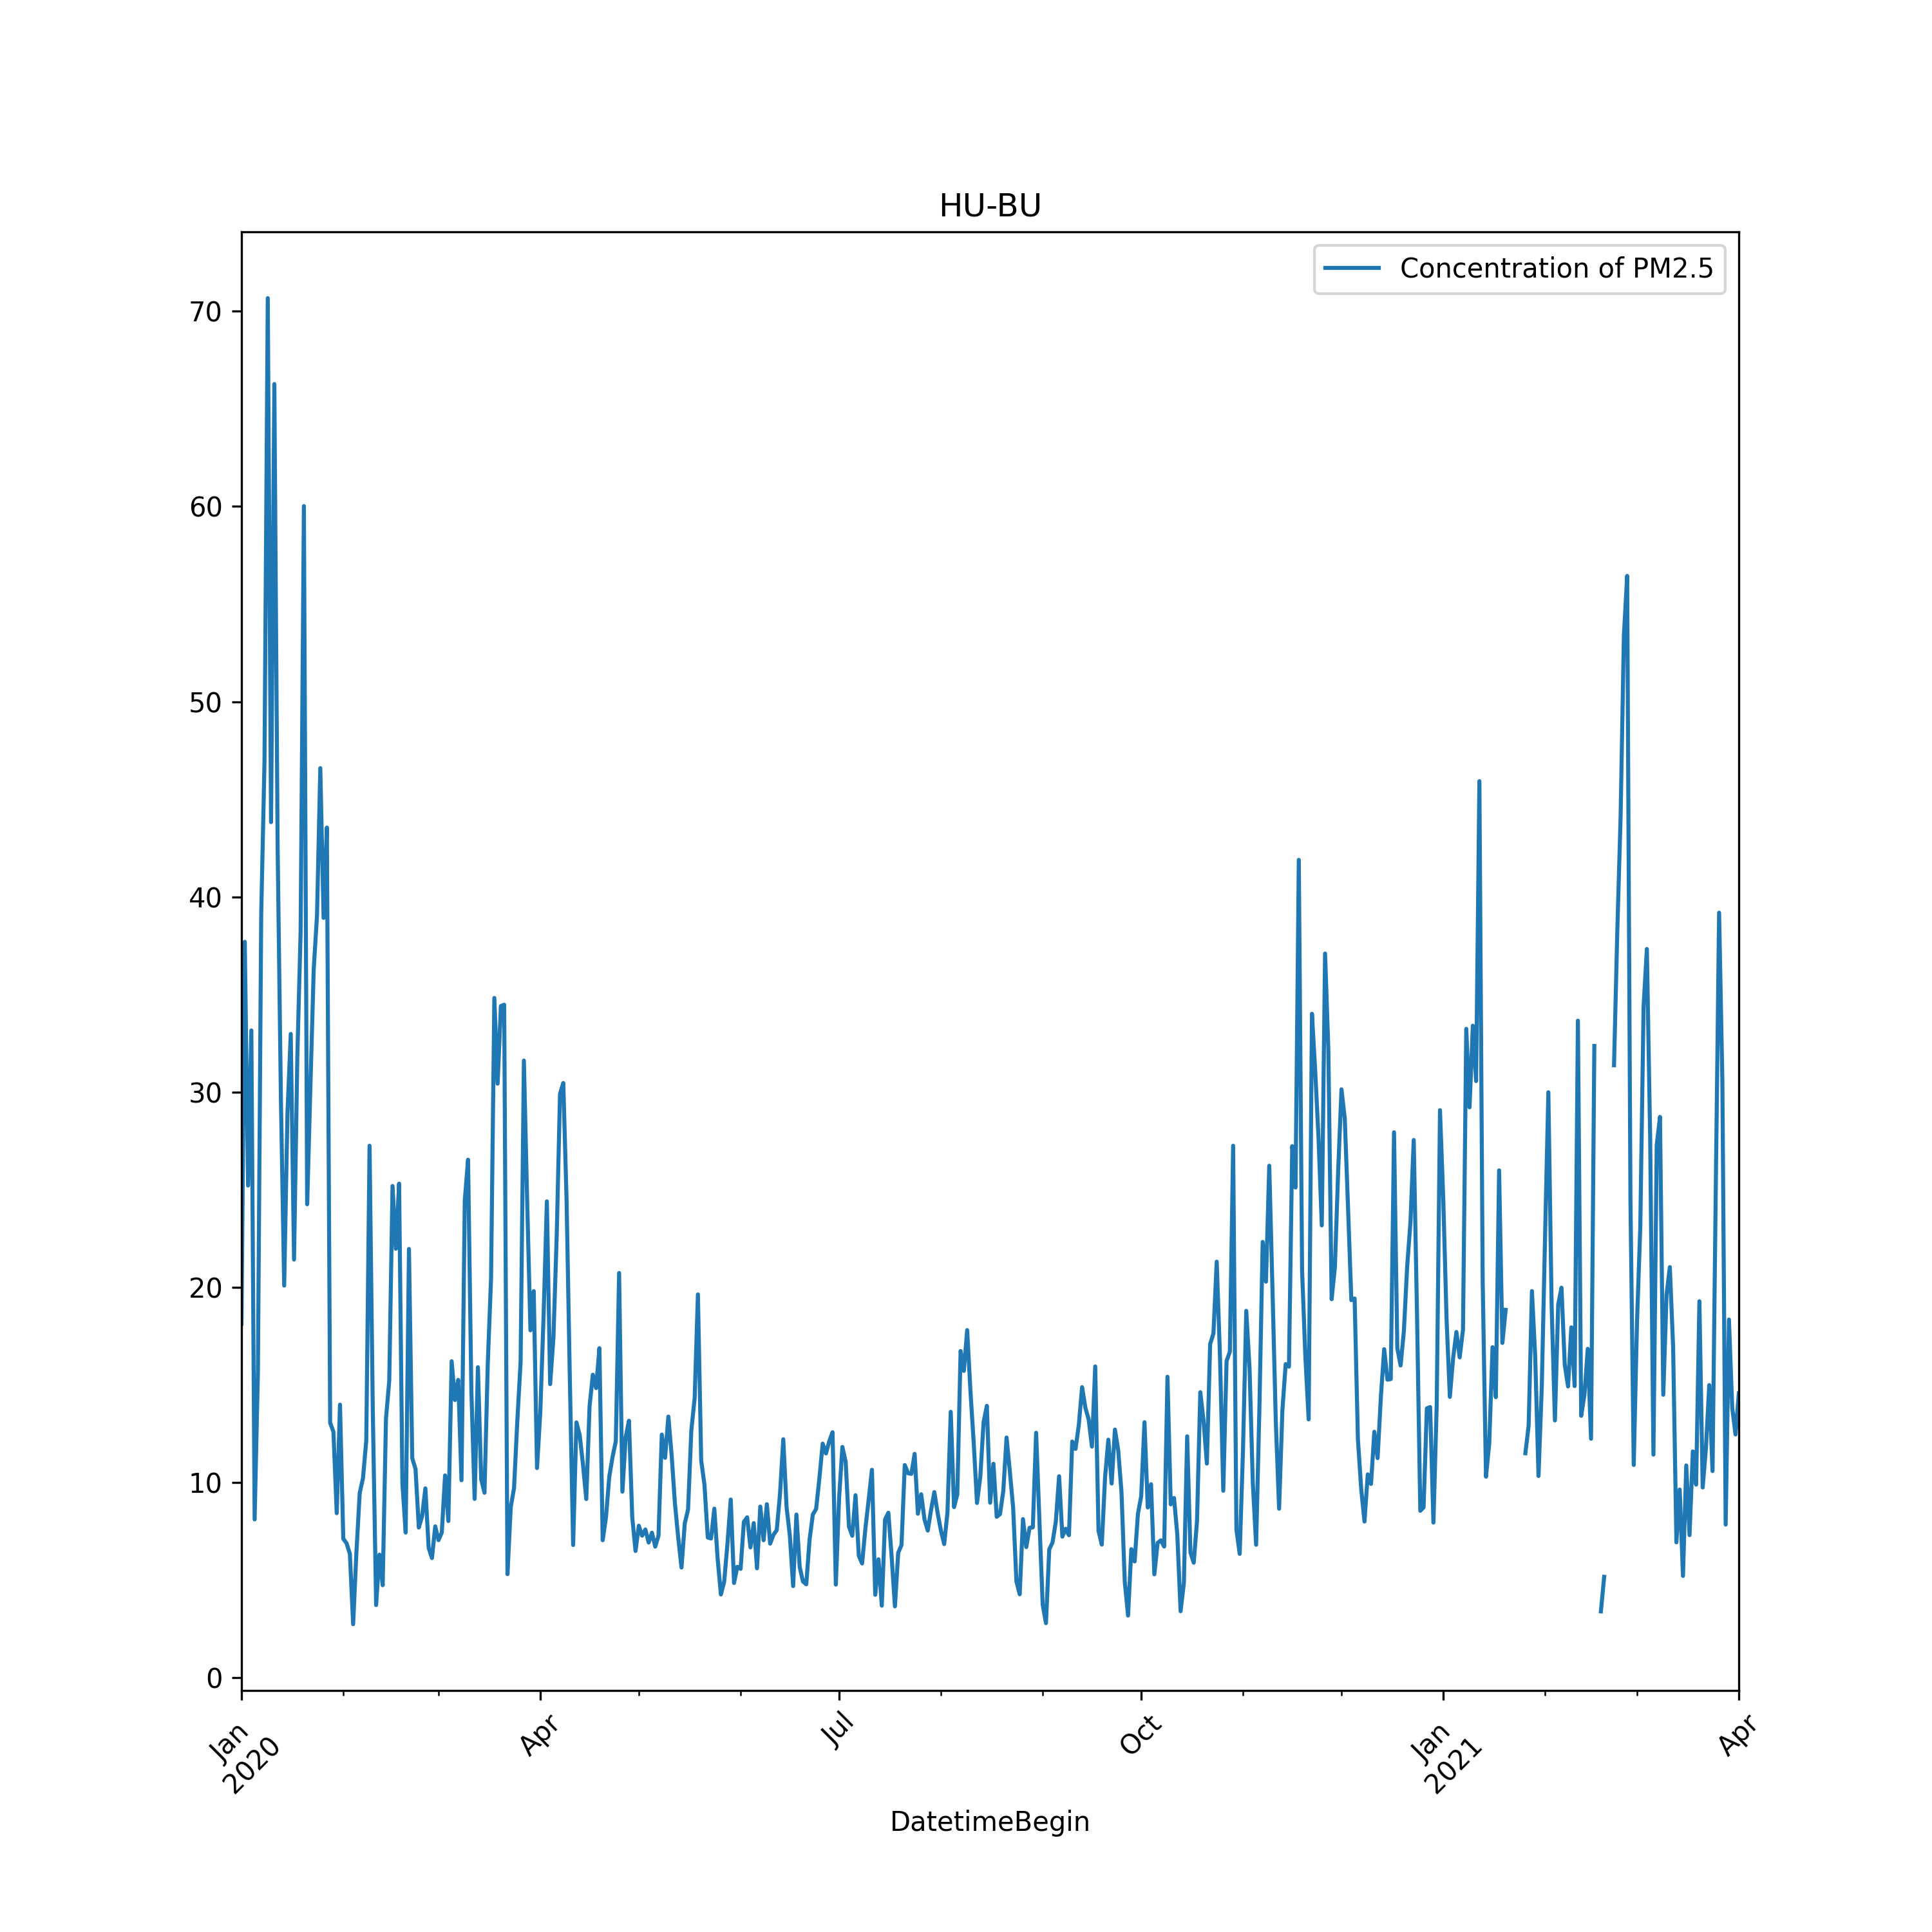 HU-BU
Concentration of PM2.5
70
60
50
40
30
20
10
0
Jan
2020
Apr
Jul
Oct
Jan
2021
Apr
DatetimeBegin